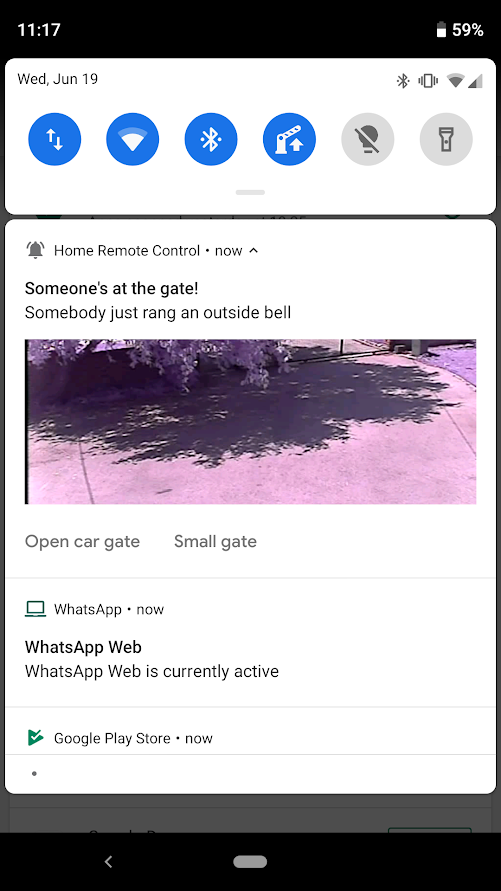 11:17
59%
Wed, Jun 19
Home Remote Control • now
Someone's at the gate!
Somebody just rang an outside bell
Open car gate
Small gate
WhatsApp • now
WhatsApp Web
WhatsApp Web is currently active
Google Play Store • now